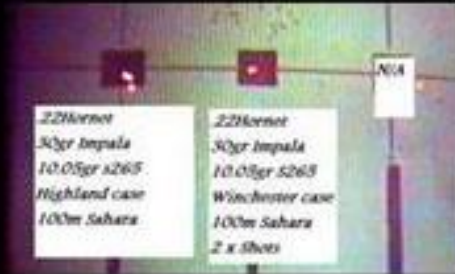 .22Hornet
30gr Impala
10.05gr s265
Highland case
100m Sahara
.22Hornet
30gr Impala
10.05gr S265
Winchester case
100m Sahara
2 x Shots
N/A